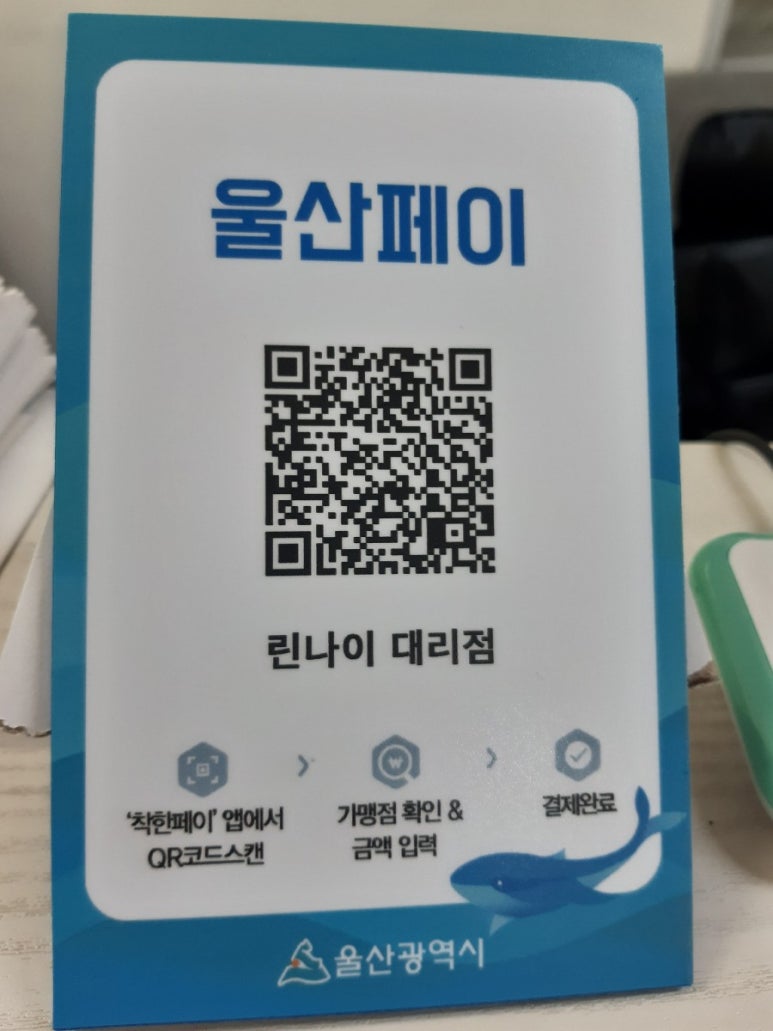 울산페이
린나이 대리점
'착한페이' 앱에서
QR코드스캔
가맹점 확인 &
금액 입력
결제완료
울산광역시